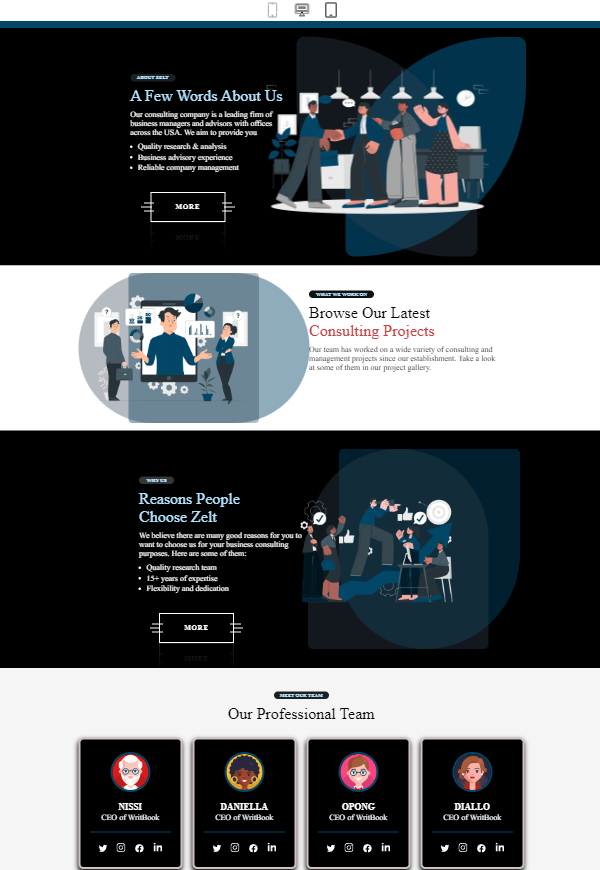 ABOUT ZELT
A Few Words About Us
Our consulting company is a leading firm of
business managers and advisors with offices
across the USA. We aim to provide you
• Quality research & analysis
• Business advisory experience
• Reliable company management
MORE
MORE
WHAT WE WORK ON
Browse Our Latest
Consulting Projects
Our team has worked on a wide variety of consulting and
management projects since our establishment. Take a look
at some of them in our project gallery.
WHY US
Reasons People
Choose Zelt
We believe there are many good reasons for you to
want to choose us for your business consulting
purposes. Here are some of them:
• Quality research team
• 15+ years of expertise
• Flexibility and dedication
MORE
MORE
MEET OUR TEAM
Our Professional Team
NISSI
CEO of WritBook
DANIELLA
CEO of WritBook
OPONG
CEO of WritBook
DIALLO
CEO of WritBook